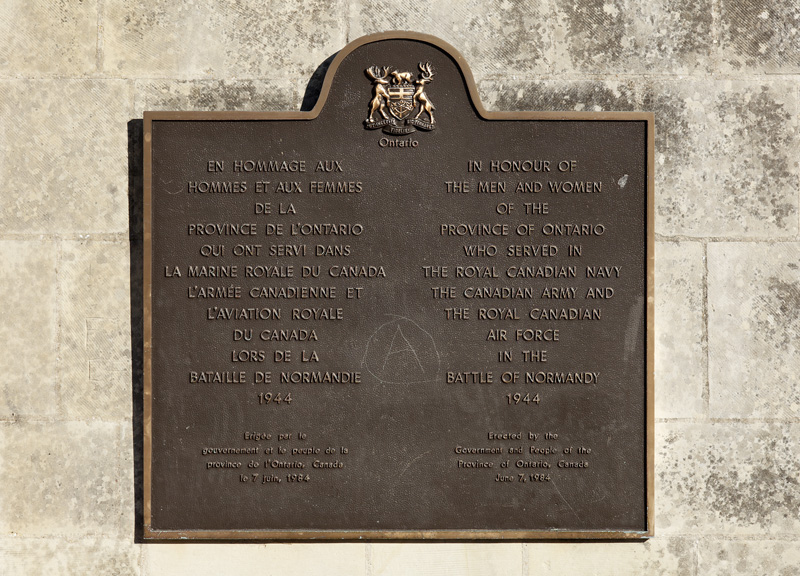 Ontario
EN HOMMAGE AUX
HOMMES ET AUX FEMMES
DE LA
PROVINCE DE L'ONTARIO
QUI ONT SERVI DANS
LA MARINE ROYALE DU CANADA
L'ARMÉE CANADIENNE ET
L'AVIATION ROYALE
DU CANADA
LORS DE LA
BATAILLE DE NORMANDIE
1944
Érigée par le
gouvernement et le peuple de la
province de l'Ontario, Canada
le 7 juin, 1984
IN HONOUR OF
THE MEN AND WOMEN
OF THE
PROVINCE OF ONTARIO
WHO SERVED IN
THE ROYAL CANADIAN NAVY
THE CANADIAN ARMY AND
THE ROYAL CANADIAN
AIR FORCE
IN THE
BATTLE OF NORMANDY
1944
Erected by the
Government and People of the
Province of Ontario, Canada
June 7, 1984
A